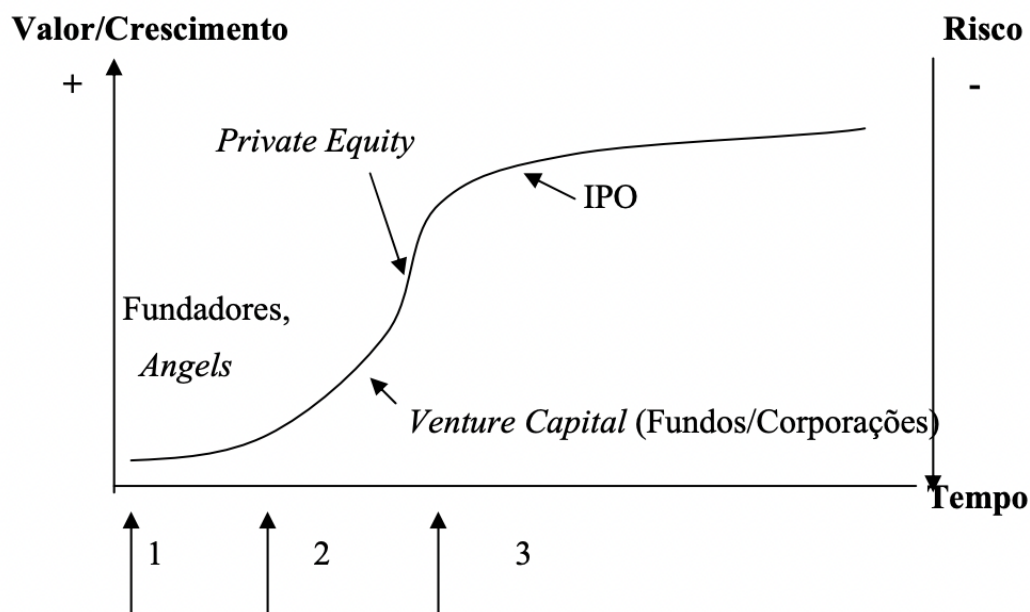 Valor/Crescimento
Risco
+
-
Private Equity
IPO
Fundadores,
Angels
Venture Capital (Fundos/Corporações)
Tempo
1
2
3